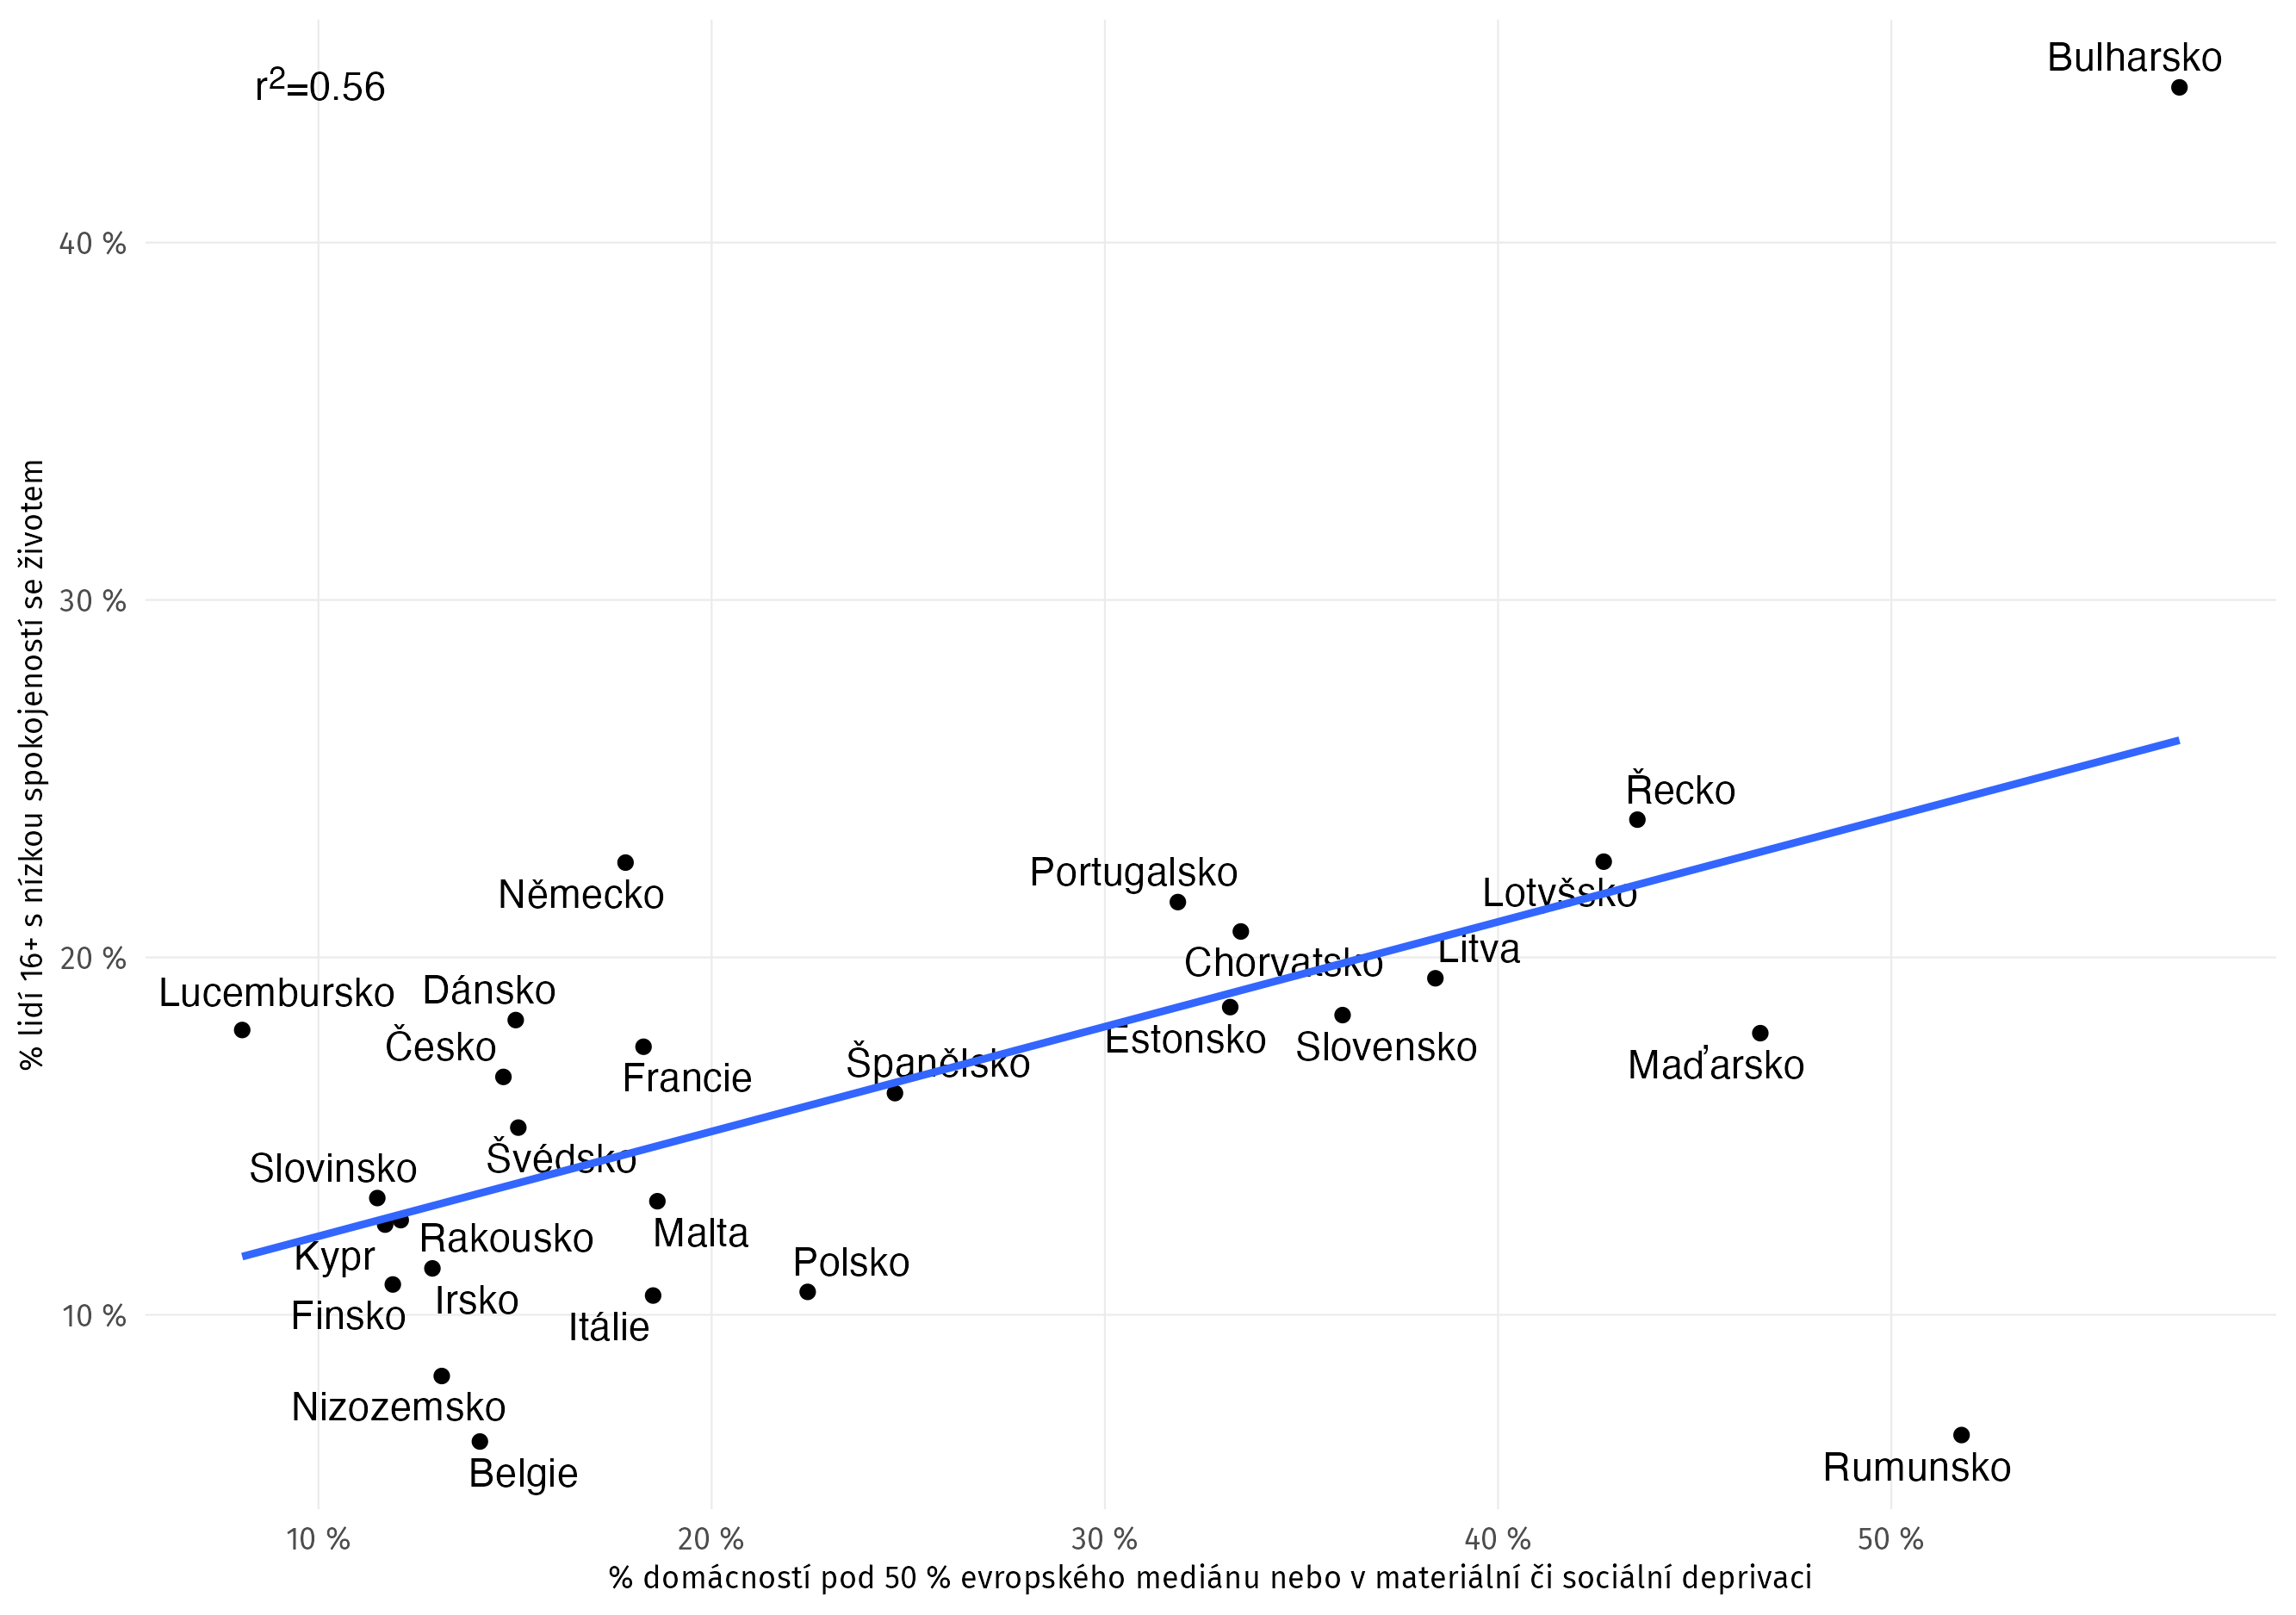 Bulharsko
r²=0.56
40 %
30 %
Řecko
Německo
Portugalsko
Lotyšsko
Litva
Chorvatsko
20 %
Lucembursko
Dánsko
Česko
Estonsko
Slovensko
Maďarsko
Francie
Španělsko
Švédsko
Slovinsko
Rakousko
Malta
Kypr
Polsko
Irsko
Finsko
Itálie
10 %
Nizozemsko
Belgie
Rumunsko
% lidí 16+ s nízkou spokojeností se životem
10 %
20 %
30 %
40 %
50 %
% domácností pod 50 % evropského mediánu nebo v materiální či sociální deprivaci